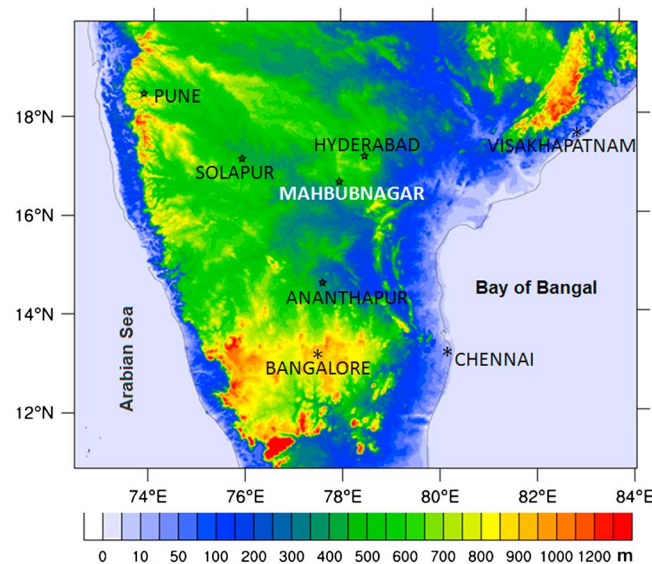 18°N
16°N
14°N
12°N
PUNE
HYDERABAD
VISAKHAPATNAM
SOLAPUR
MAHBUBNAGAR
ANANTHAPUR
Bay of Bangal
Arabian Sea
BANGALORE
CHENNAI
74°E 76°E 78°E 80°E 82°E 84°E
0 10 50 100 200 300 400 500 600 700 800 900 1000 1200 m